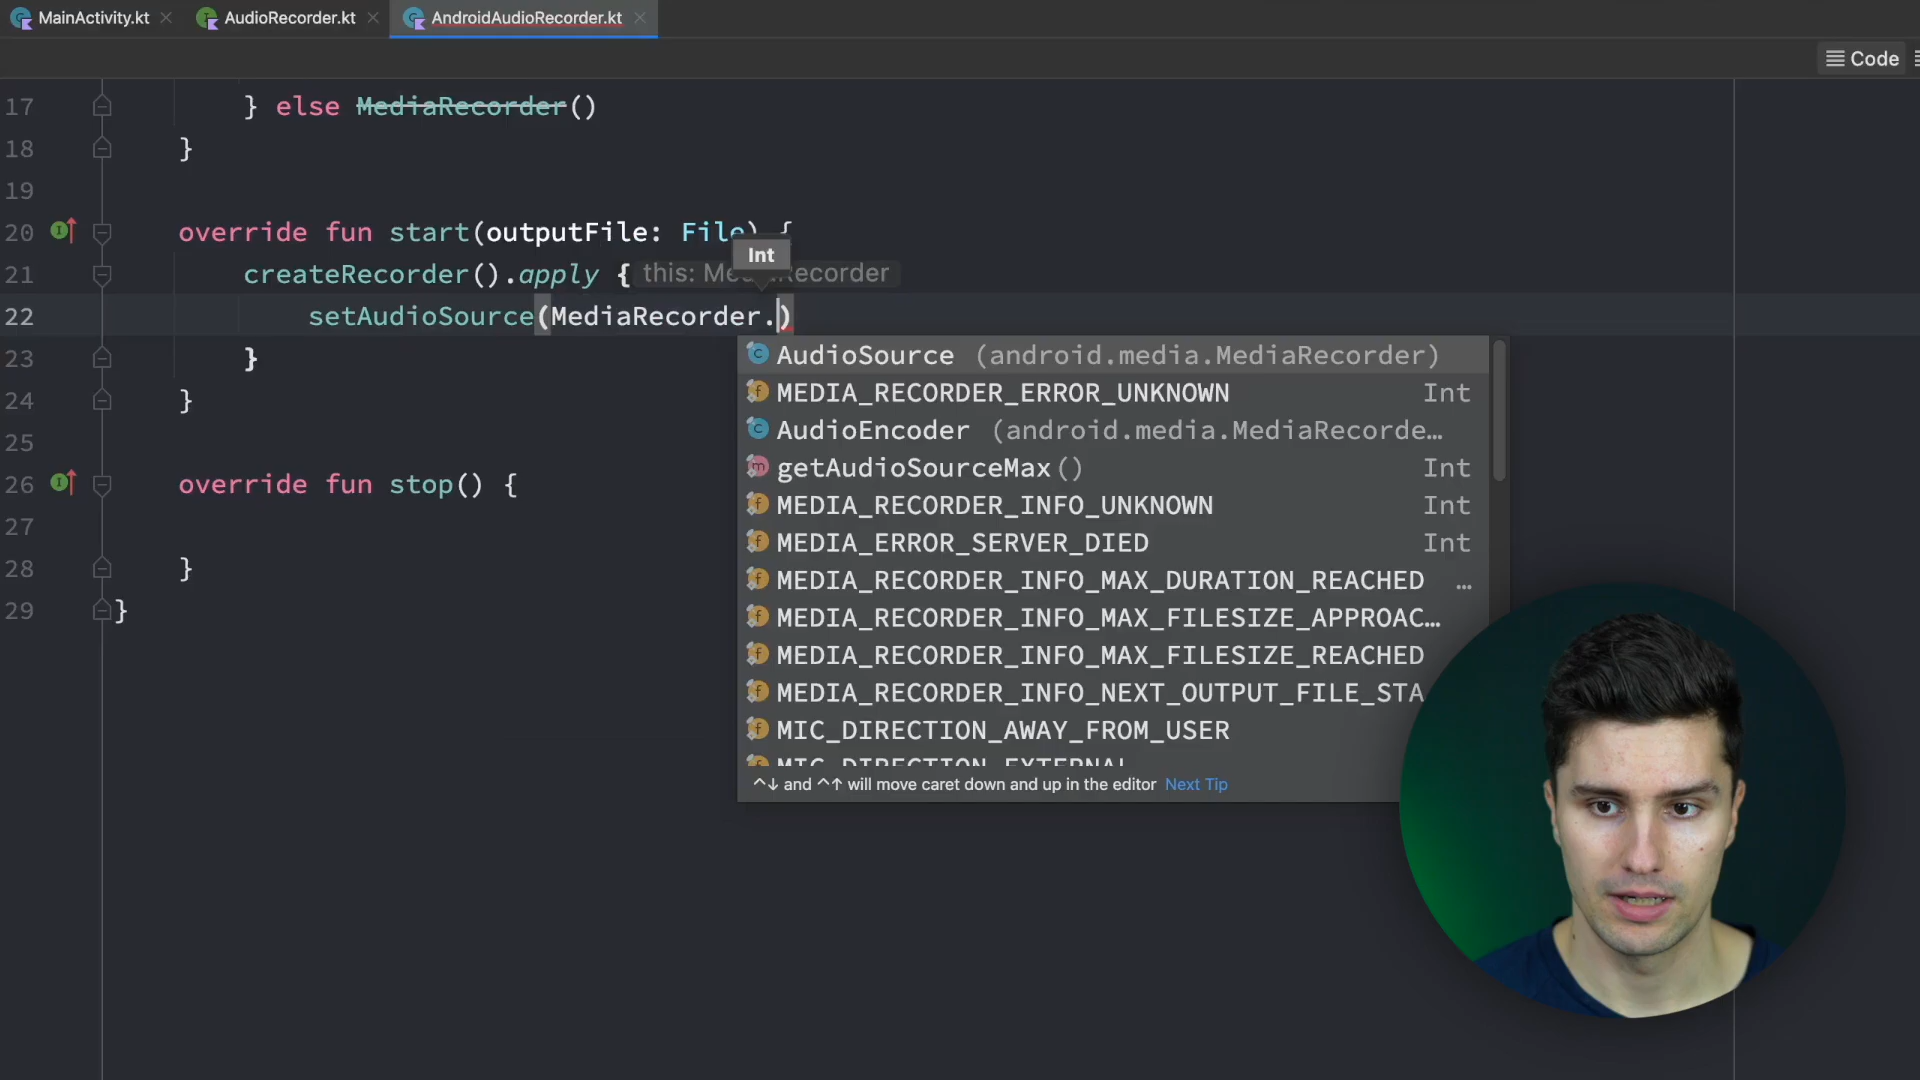 MainActivity.kt
AudioRecorder.kt
AndroidAudioRecorder.kt
Code
17 } else MediaRecorder()
18 }
19
20 override fun start(outputFile: File) {
Int
21 createRecorder().apply { this: MediaRecorder
22 setAudioSource(MediaRecorder.)
23 }
24 }
25
26 override fun stop() {
27
28 }
29 }
AudioSource (android.media.MediaRecorder)
MEDIA_RECORDER_ERROR_UNKNOWN Int
AudioEncoder (android.media.MediaRecorde…
getAudioSourceMax() Int
MEDIA_RECORDER_INFO_UNKNOWN Int
MEDIA_ERROR_SERVER_DIED Int
MEDIA_RECORDER_INFO_MAX_DURATION_REACHED …
MEDIA_RECORDER_INFO_MAX_FILESIZE_APPROAC…
MEDIA_RECORDER_INFO_MAX_FILESIZE_REACHED
MEDIA_RECORDER_INFO_NEXT_OUTPUT_FILE_STA
MIC_DIRECTION_AWAY_FROM_USER
MIC_DIRECTION_EXTERNAL
^↓ and ^↑ will move caret down and up in the editor Next Tip